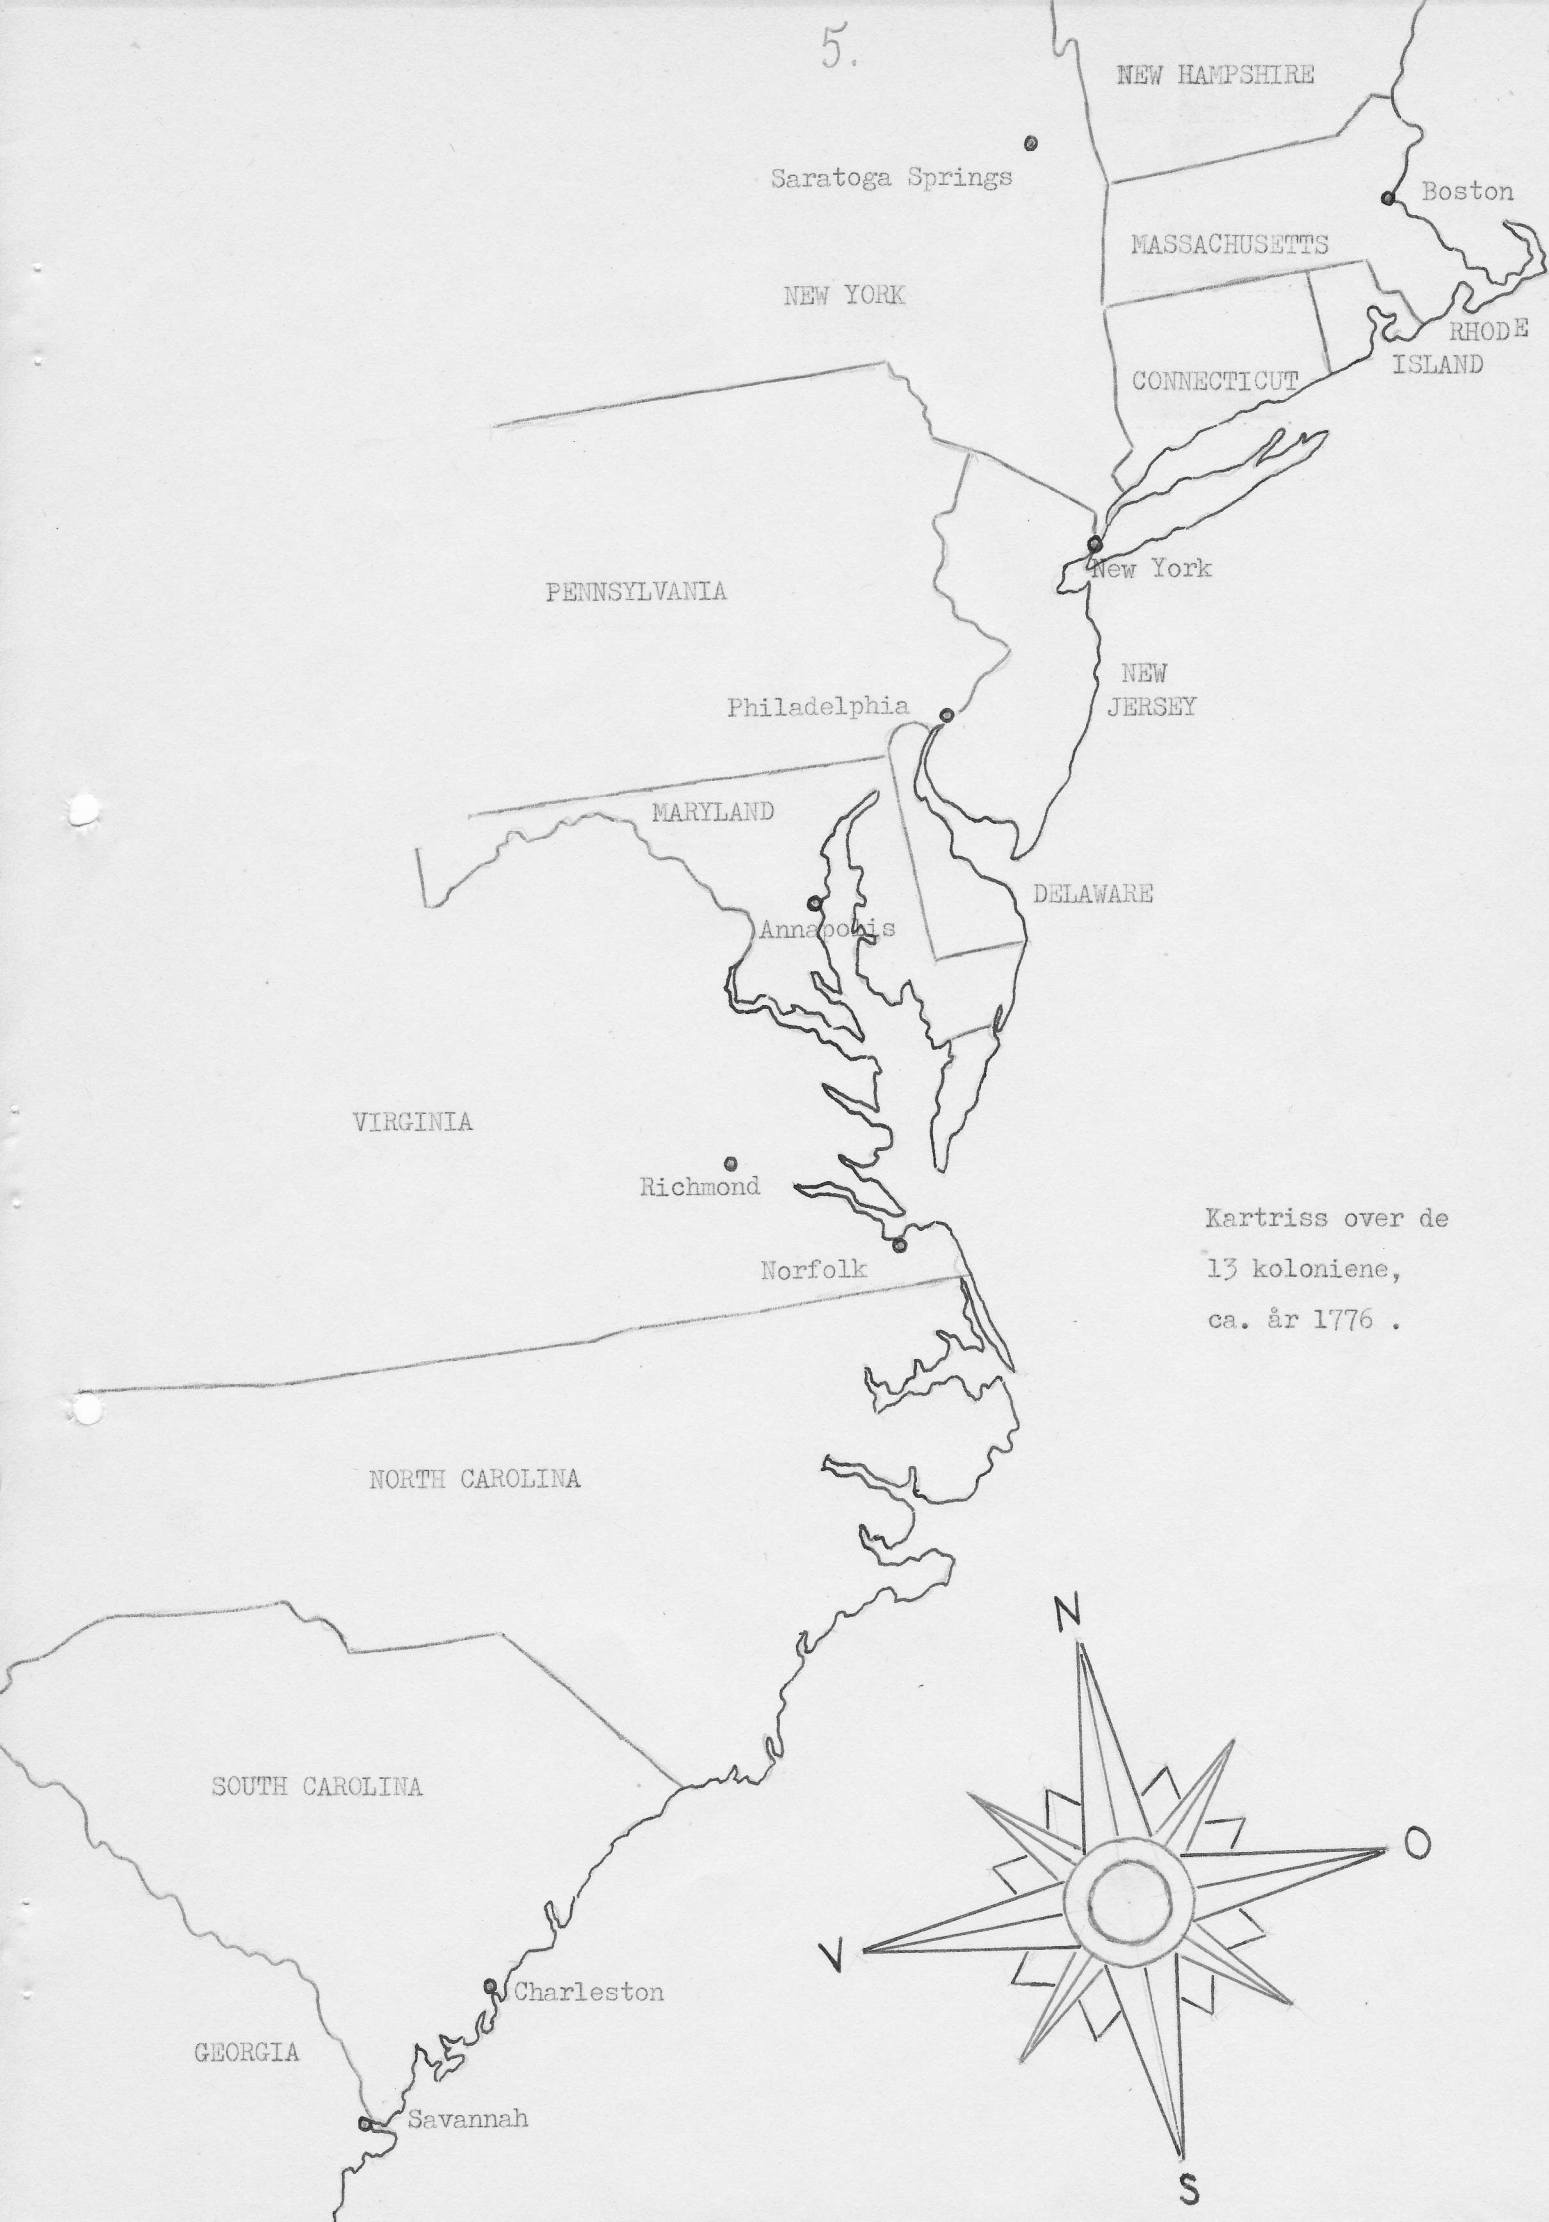 5.
NEW HAMPSHIRE
Saratoga Springs
Boston
MASSACHUSETTS
NEW YORK
RHODE
ISLAND
CONNECTICUT
New York
PENNSYLVANIA
NEW
JERSEY
Philadelphia
MARYLAND
DELAWARE
Annapolis
VIRGINIA
Richmond
Kartriss over de
13 koloniene,
ca. år 1776 .
Norfolk
NORTH CAROLINA
N
SOUTH CAROLINA
O
V
Charleston
GEORGIA
Savannah
S